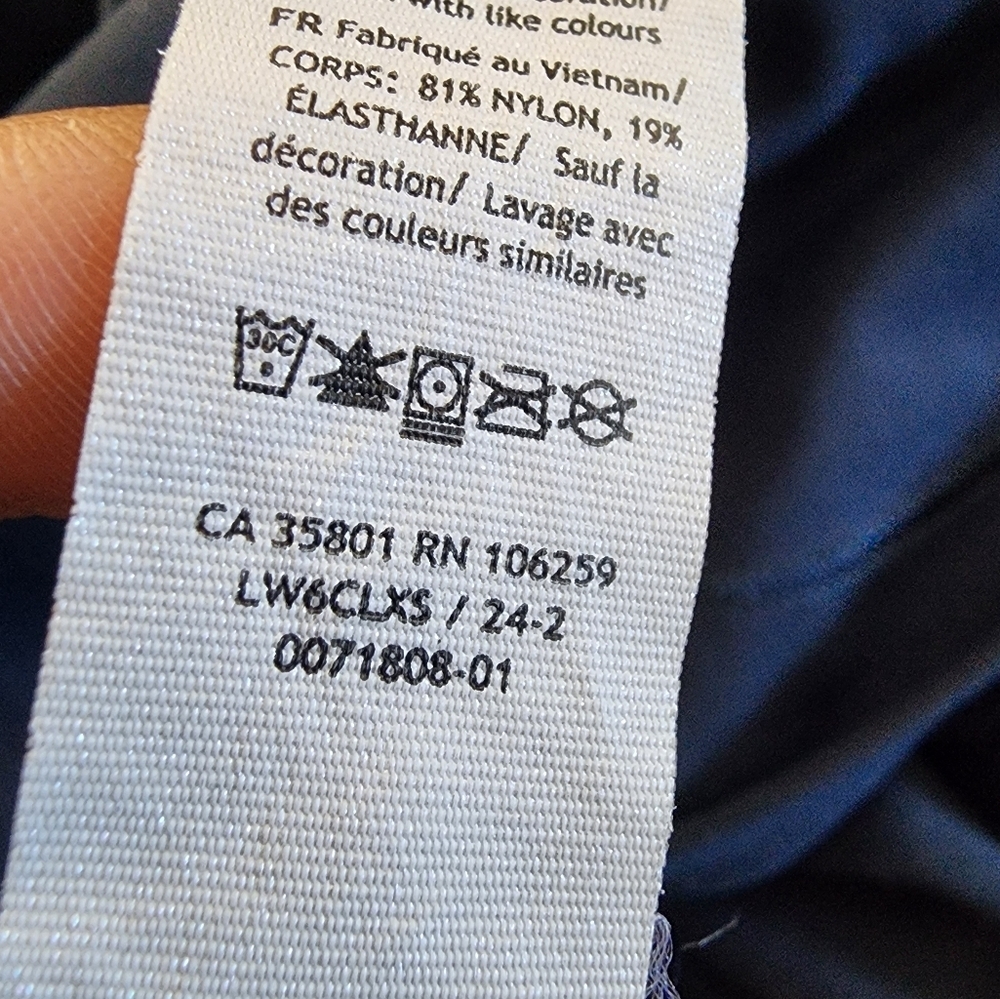 with like colours
FR Fabriqué au Vietnam/
CORPS: 81% NYLON, 19%
ÉLASTHANNE/ Sauf la
décoration/ Lavage avec
des couleurs similaires
30C
CA 35801 RN 106259
LW6CLXS / 24-2
0071808-01